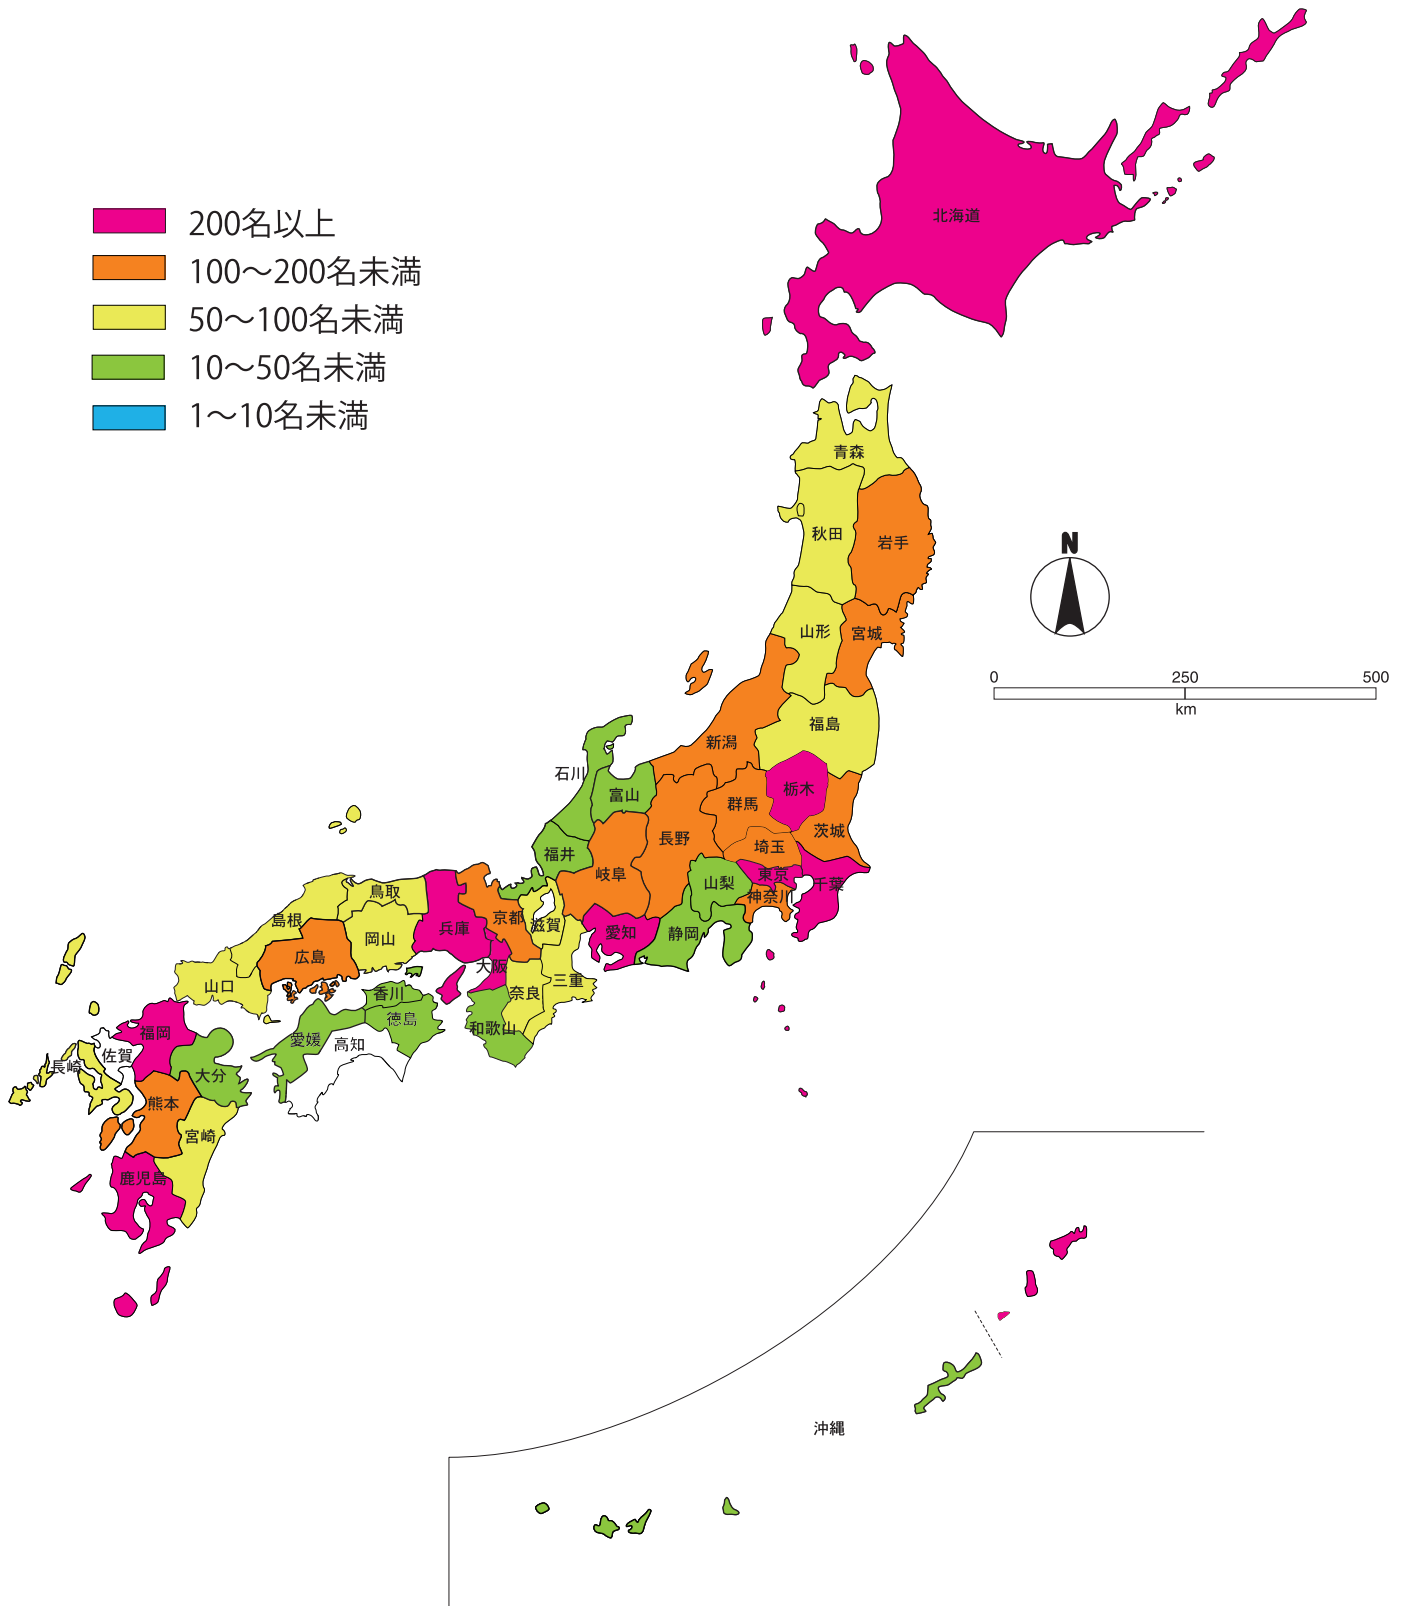 200名以上
100～200名未満
50～100名未満
10～50名未満
1～10名未満
北海道
青森
秋田
岩手
山形
宮城
福島
新潟
石川
富山
栃木
群馬
茨城
長野
埼玉
福井
岐阜
東京
山梨
千葉
神奈川
鳥取
島根
兵庫
京都
滋賀
愛知
静岡
岡山
広島
大阪
三重
山口
香川
奈良
徳島
和歌山
愛媛
高知
福岡
佐賀
長崎
大分
熊本
宮崎
鹿児島
沖縄
N
0 250 500
km